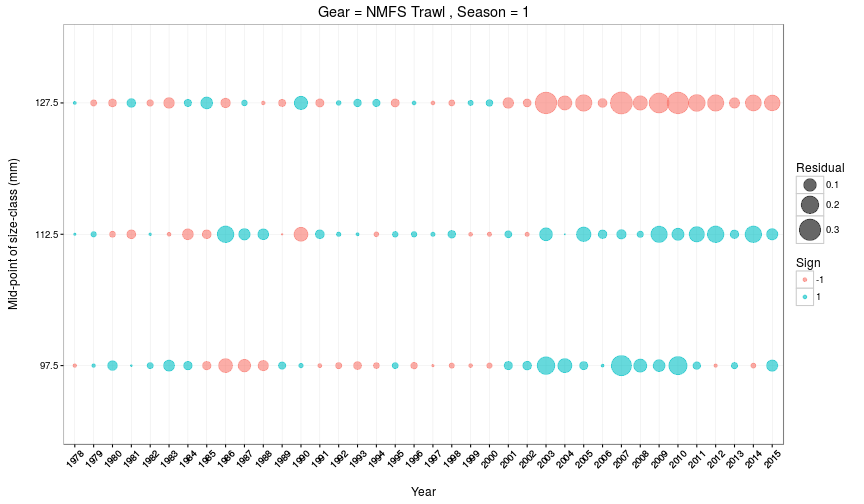 Gear = NMFS Trawl , Season = 1
Mid-point of size-class (mm)
127.5
112.5
97.5
1978 1979 1980 1981 1982 1983 1984 1985 1986 1987 1988 1989 1990 1991 1992 1993 1994 1995 1996 1997 1998 1999 2000 2001 2002 2003 2004 2005 2006 2007 2008 2009 2010 2011 2012 2013 2014 2015
Year
Residual
0.1
0.2
0.3
Sign
-1
1